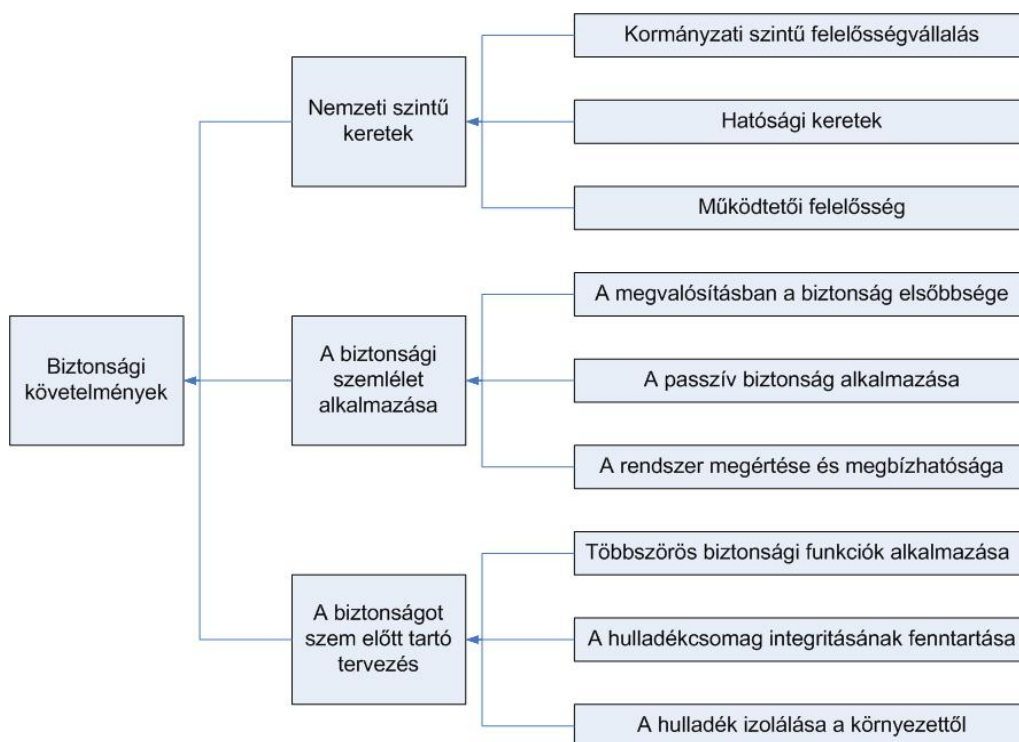 Kormányzati szintű felelősségvállalás
Nemzeti szintű
keretek
Hatósági keretek
Működtetői felelősség
A megvalósításban a biztonság elsőbbsége
Biztonsági
követelmények
A biztonsági
szemlélet
alkalmazása
A passzív biztonság alkalmazása
A rendszer megértése és megbízhatósága
Többszörös biztonsági funkciók alkalmazása
A biztonságot
szem előtt tartó
tervezés
A hulladékcsomag integritásának fenntartása
A hulladék izolálása a környezettől